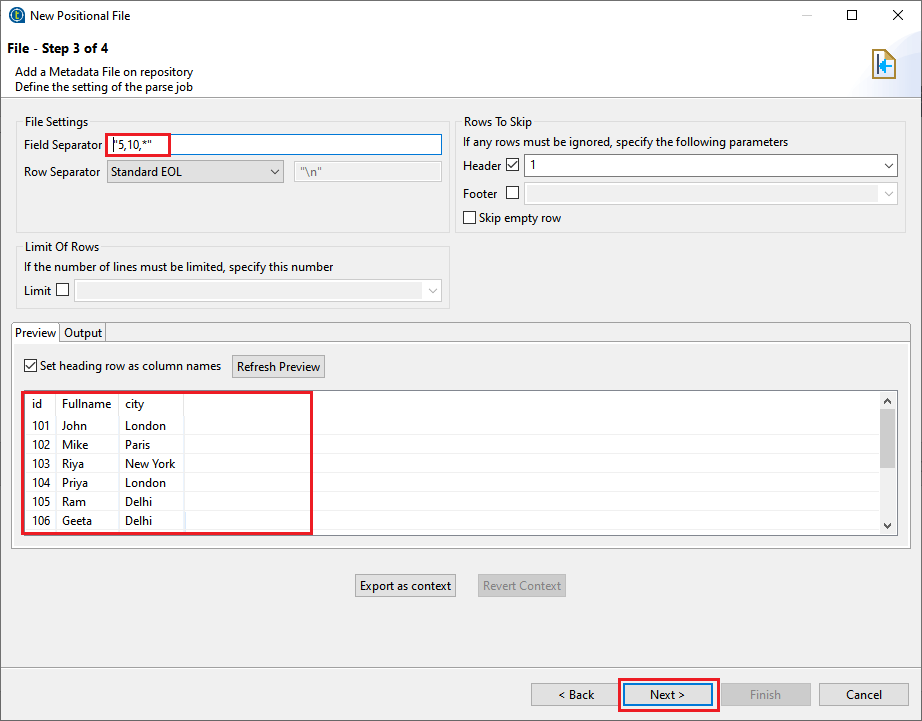 New Positional File
File - Step 3 of 4
Add a Metadata File on repository
Define the setting of the parse job
File Settings
Field Separator "5,10,*"
Row Separator Standard EOL "\n"
Rows To Skip
If any rows must be ignored, specify the following parameters
Header 1
Footer
Skip empty row
Limit Of Rows
If the number of lines must be limited, specify this number
Limit
Preview Output
Set heading row as column names Refresh Preview
id Fullname city
101 John London
102 Mike Paris
103 Riya New York
104 Priya London
105 Ram Delhi
106 Geeta Delhi
Export as context Revert Context
< Back Next > Finish Cancel